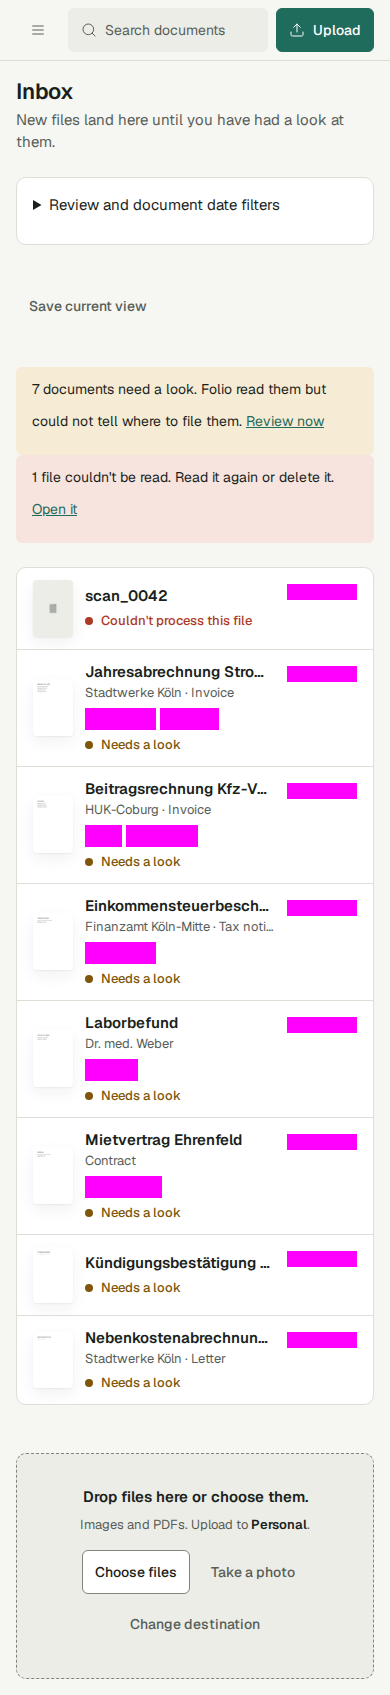 Search documents
Upload
Inbox
New files land here until you have had a look at
them.
Review and document date filters
Save current view
7 documents need a look. Folio read them but
could not tell where to file them. Review now
1 file couldn't be read. Read it again or delete it.
Open it
scan_0042
Couldn't process this file
Jahresabrechnung Stro...
Stadtwerke Köln · Invoice
Needs a look
Beitragsrechnung Kfz-V...
HUK-Coburg · Invoice
Needs a look
Einkommensteuerbesch...
Finanzamt Köln-Mitte · Tax noti...
Needs a look
Laborbefund
Dr. med. Weber
Needs a look
Mietvertrag Ehrenfeld
Contract
Needs a look
Kündigungsbestätigung ...
Needs a look
Nebenkostenabrechnun...
Stadtwerke Köln · Letter
Needs a look
Drop files here or choose them.
Images and PDFs. Upload to Personal.
Choose files
Take a photo
Change destination